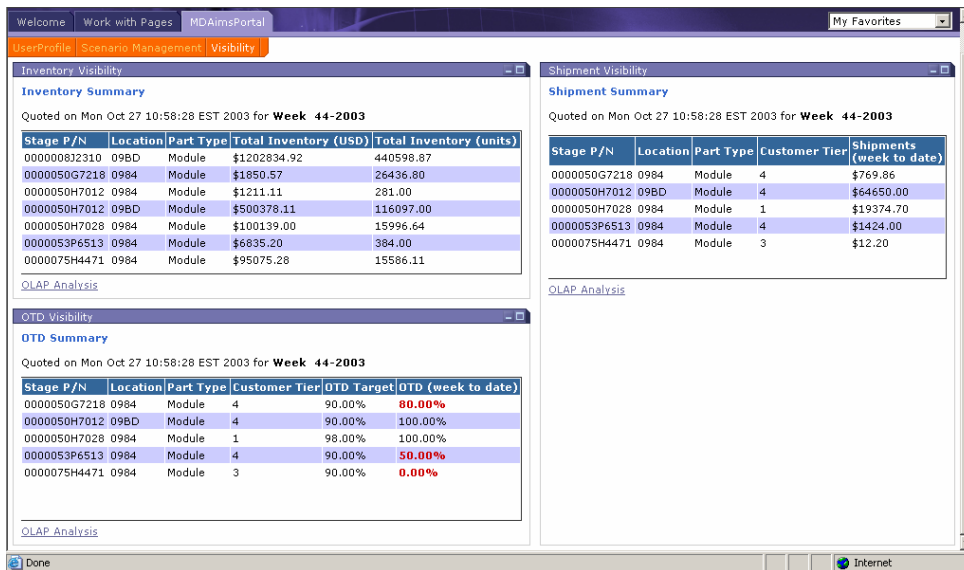 Welcome Work with Pages MDAimsPortal My Favorites
UserProfile Scenario Management Visibility
Inventory Visibility
Inventory Summary
Quoted on Mon Oct 27 10:58:28 EST 2003 for Week 44-2003
Stage P/N Location Part Type Total Inventory (USD) Total Inventory (units)
0000008J2310 09BD Module $1202834.92 440598.87
0000050G7218 0984 Module $1850.57 26436.80
0000050H7012 0984 Module $1211.11 281.00
0000050H7012 09BD Module $500378.11 116097.00
0000050H7028 0984 Module $100139.00 15996.64
0000053P6513 0984 Module $6835.20 384.00
0000075H4471 0984 Module $95075.28 15586.11
OLAP Analysis
OTD Visibility
OTD Summary
Quoted on Mon Oct 27 10:58:28 EST 2003 for Week 44-2003
Stage P/N Location Part Type Customer Tier OTD Target OTD (week to date)
0000050G7218 0984 Module 4 90.00% 80.00%
0000050H7012 09BD Module 4 90.00% 100.00%
0000050H7028 0984 Module 1 98.00% 100.00%
0000053P6513 0984 Module 4 90.00% 50.00%
0000075H4471 0984 Module 3 90.00% 0.00%
OLAP Analysis
Shipment Visibility
Shipment Summary
Quoted on Mon Oct 27 10:58:28 EST 2003 for Week 44-2003
Stage P/N Location Part Type Customer Tier Shipments
(week to date)
0000050G7218 0984 Module 4 $769.86
0000050H7012 09BD Module 4 $64650.00
0000050H7028 0984 Module 1 $19374.70
0000053P6513 0984 Module 4 $1424.00
0000075H4471 0984 Module 3 $12.20
OLAP Analysis
Done Internet